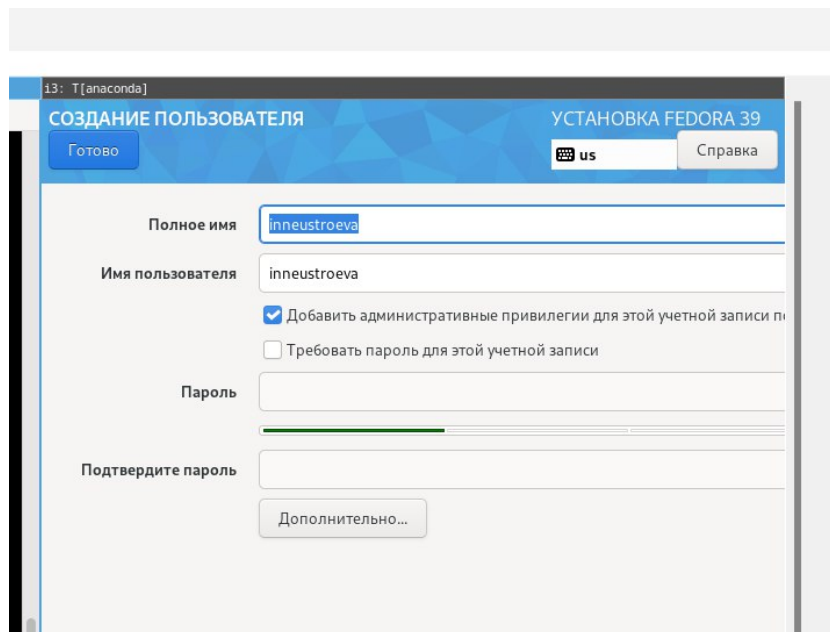 i3: T[anaconda]
СОЗДАНИЕ ПОЛЬЗОВАТЕЛЯ
УСТАНОВКА FEDORA 39
Готово
us
Справка
Полное имя
inneustroeva
Имя пользователя
inneustroeva
Добавить административные привилегии для этой учетной записи
Требовать пароль для этой учетной записи
Пароль
Подтвердите пароль
Дополнительно...